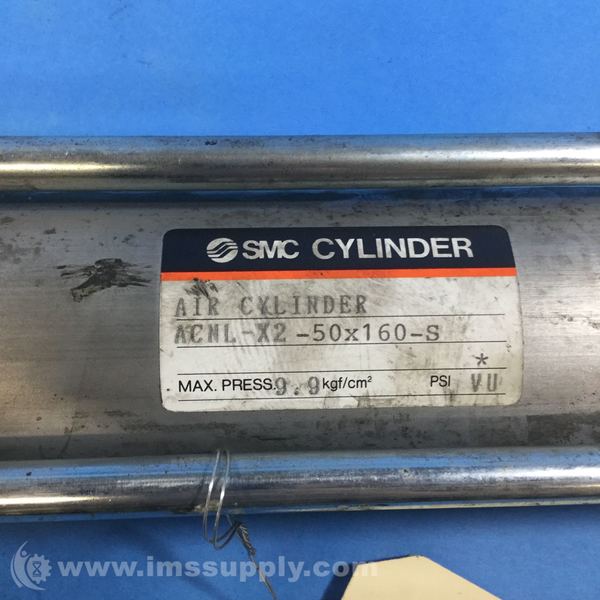 SMC CYLINDER
AIR CYLINDER
ACNL-X2-50x160-S
*
MAX. PRESS. 9.9 kgf/cm² PSI VU
www.imssupply.com